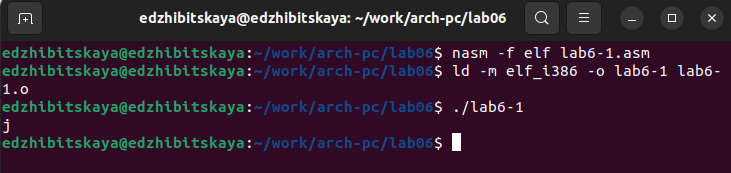 edzhibitskaya@edzhibitskaya: ~/work/arch-pc/lab06
edzhibitskaya@edzhibitskaya:~/work/arch-pc/lab06$ nasm -f elf lab6-1.asm
edzhibitskaya@edzhibitskaya:~/work/arch-pc/lab06$ ld -m elf_i386 -o lab6-1 lab6-
1.o
edzhibitskaya@edzhibitskaya:~/work/arch-pc/lab06$ ./lab6-1
j
edzhibitskaya@edzhibitskaya:~/work/arch-pc/lab06$